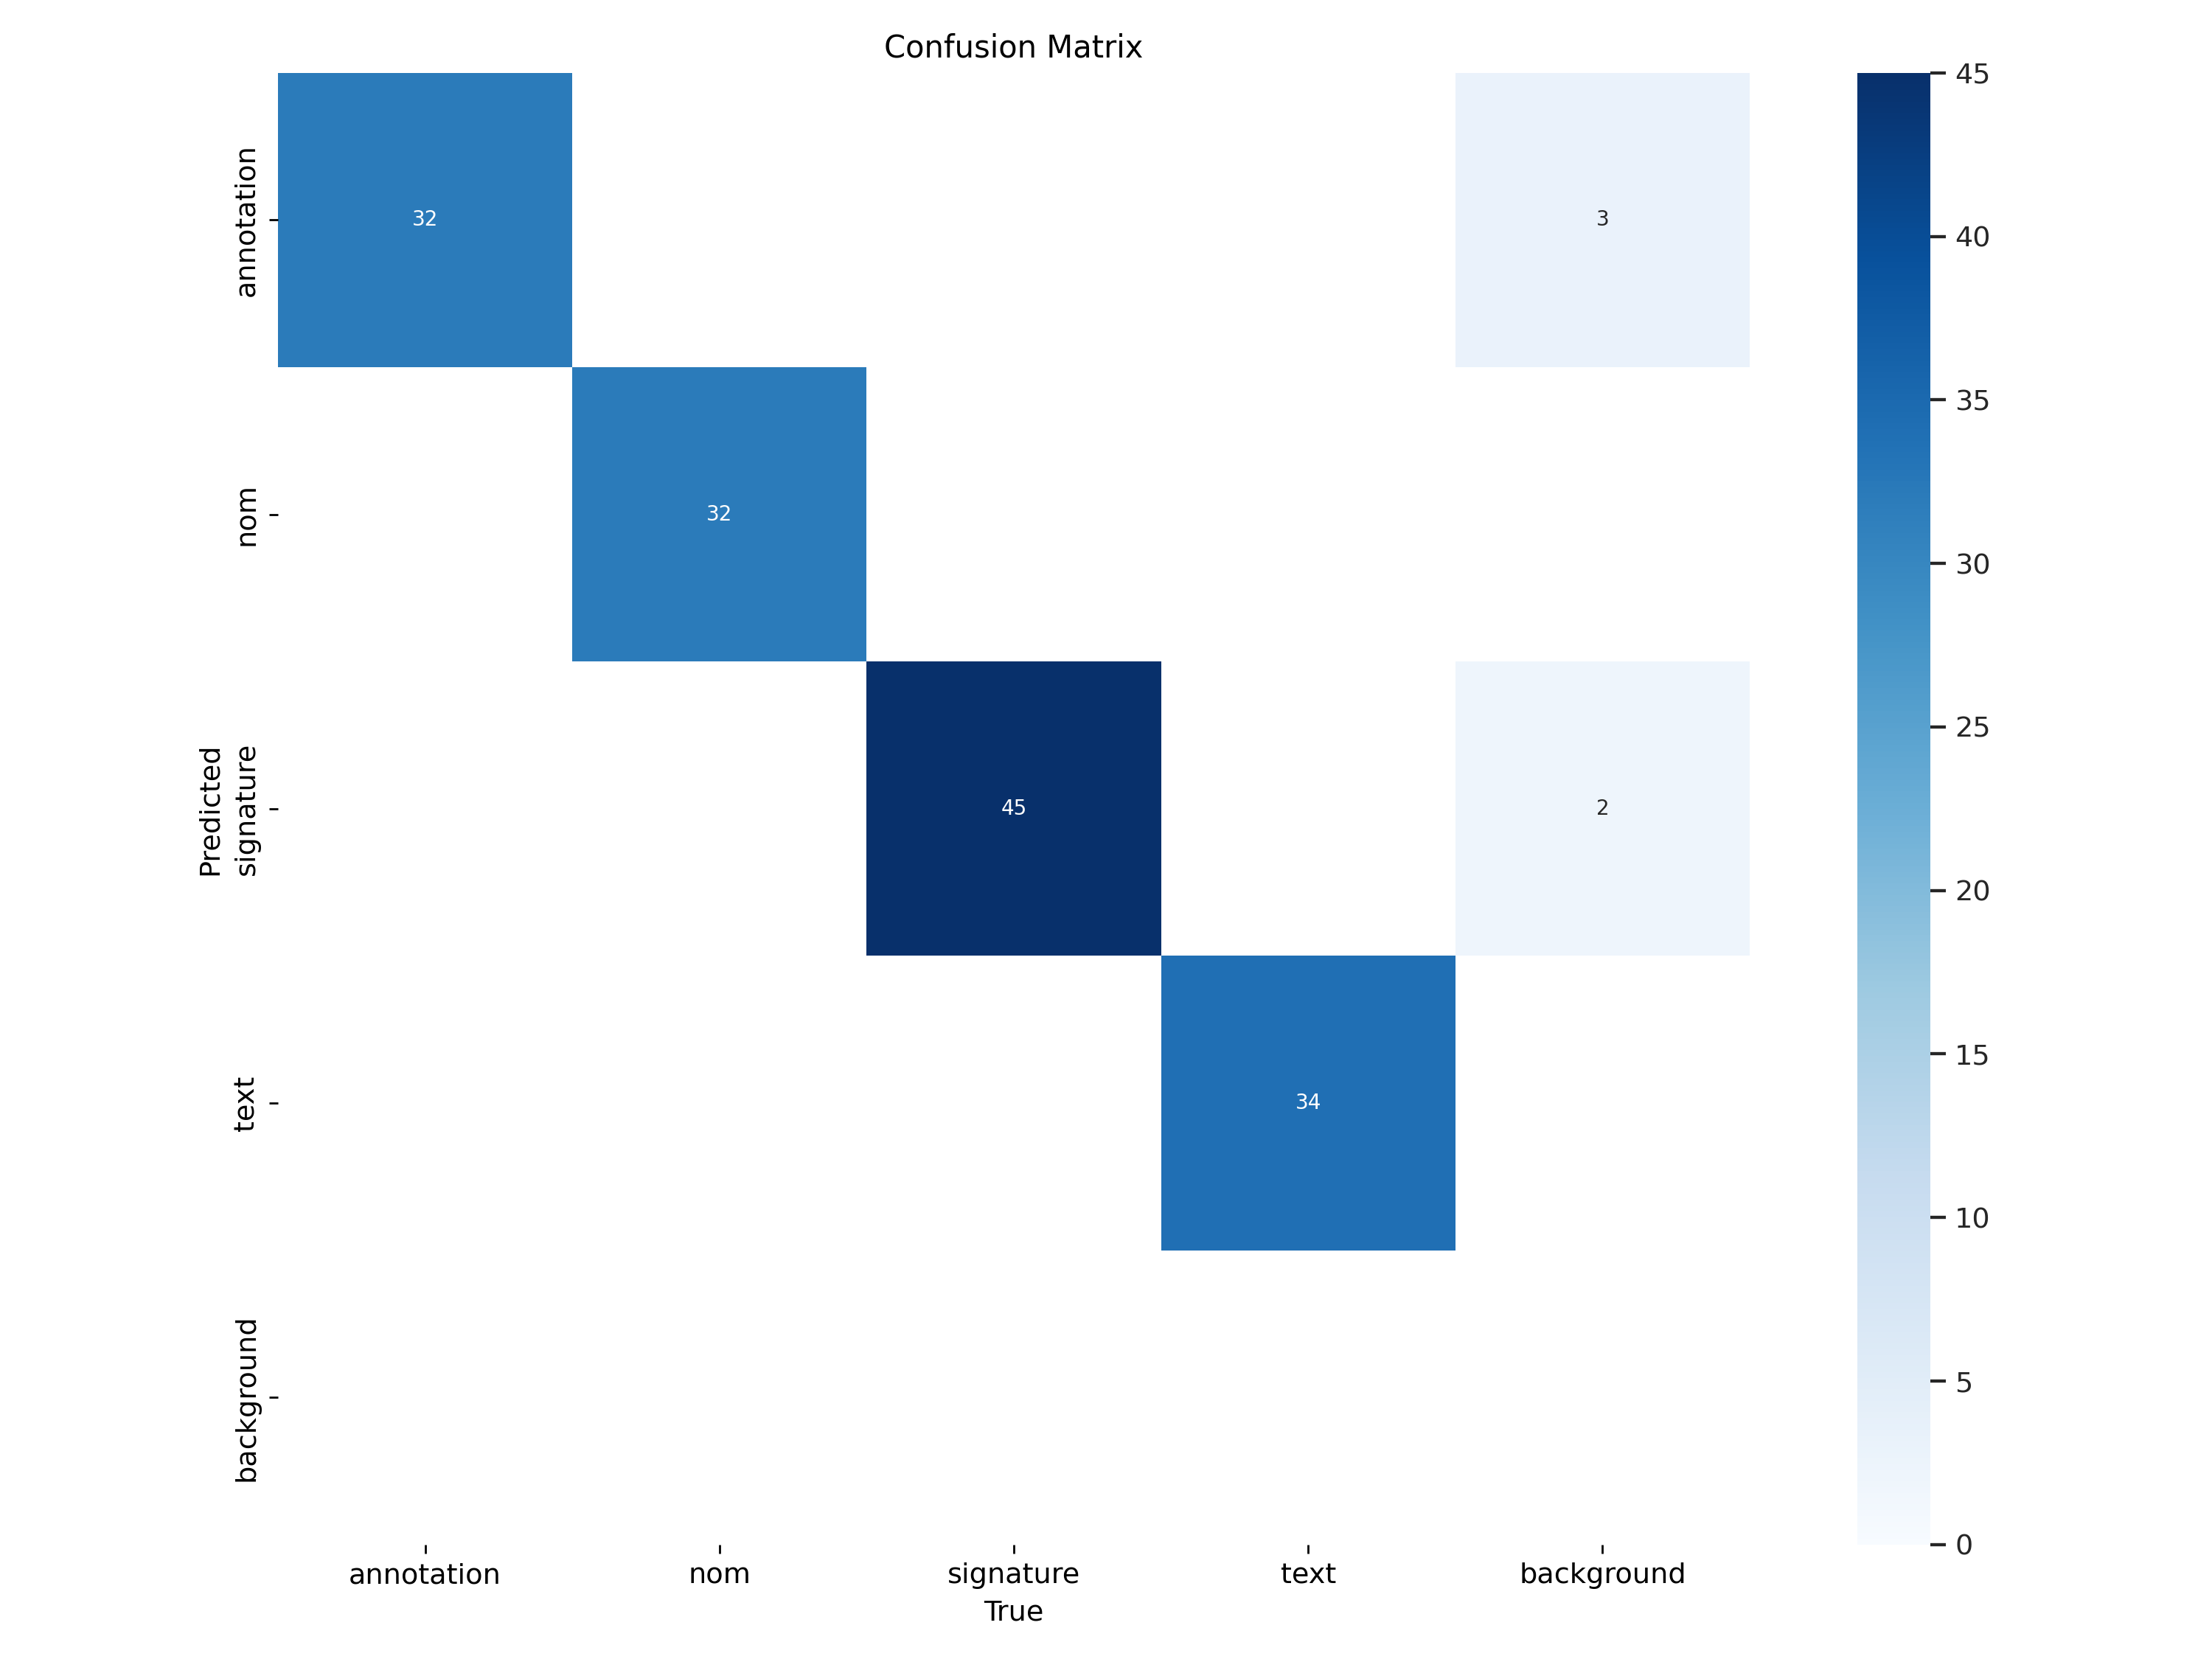 Confusion Matrix
annotation
nom
signature
text
background
Predicted
32
3
32
45
2
34
annotation
nom
signature
text
background
True
45
40
35
30
25
20
15
10
5
0